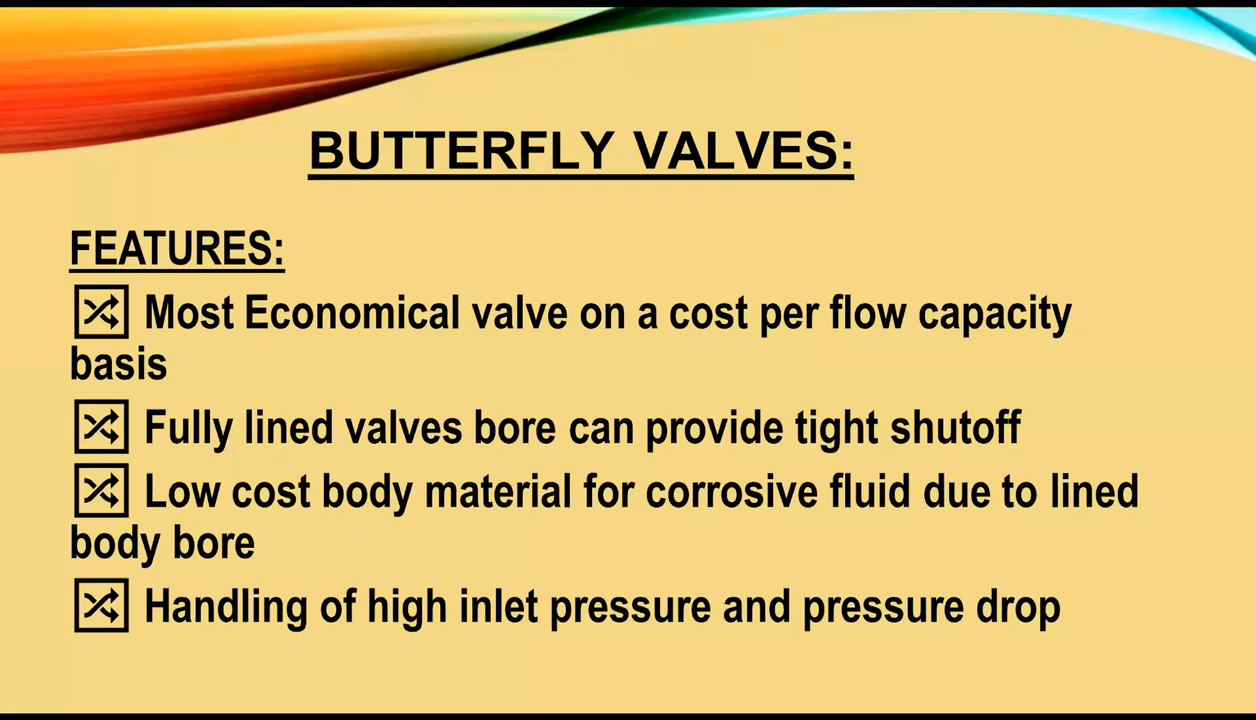 BUTTERFLY VALVES:
FEATURES:
🔀 Most Economical valve on a cost per flow capacity
basis
🔀 Fully lined valves bore can provide tight shutoff
🔀 Low cost body material for corrosive fluid due to lined
body bore
🔀 Handling of high inlet pressure and pressure drop